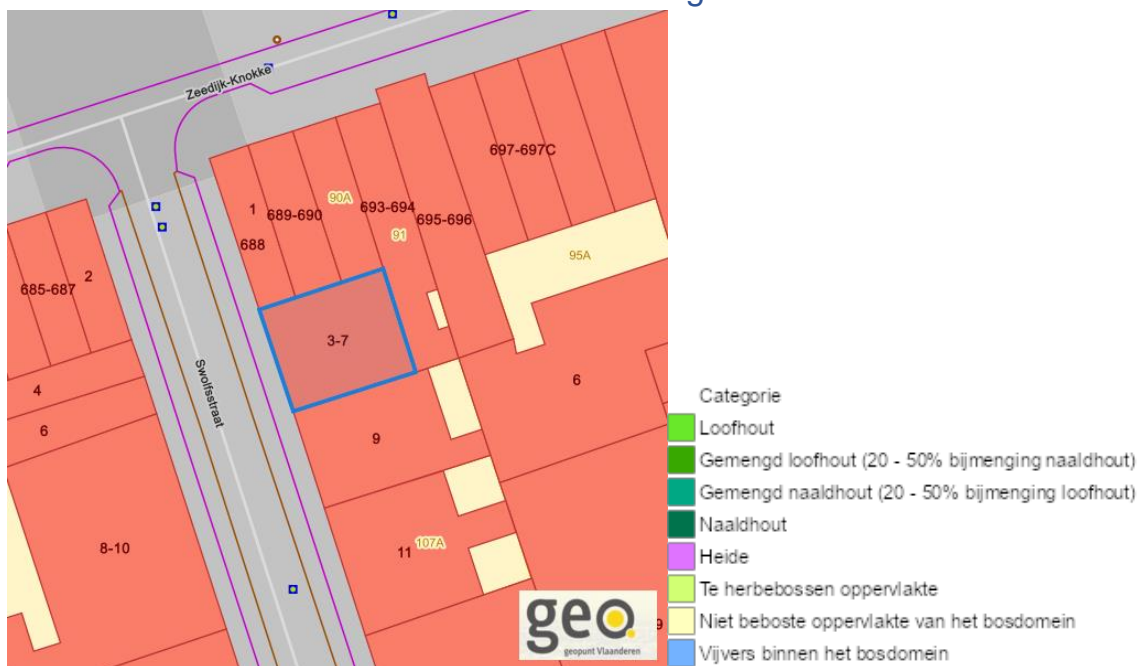 Zeedijk-Knokke
697-697C
90A
1
689-690
693-694
695-696
688
91
95A
2
685-687
3-7
Swolfsstraat
4
6
6
9
8-10
11
107A
9
geo.
geopunt Vlaanderen
Categorie
Loofhout
Gemengd loofhout (20 - 50% bijmenging naaldhout)
Gemengd naaldhout (20 - 50% bijmenging loofhout)
Naaldhout
Heide
Te herbebossen oppervlakte
Niet beboste oppervlakte van het bosdomein
Vijvers binnen het bosdomein